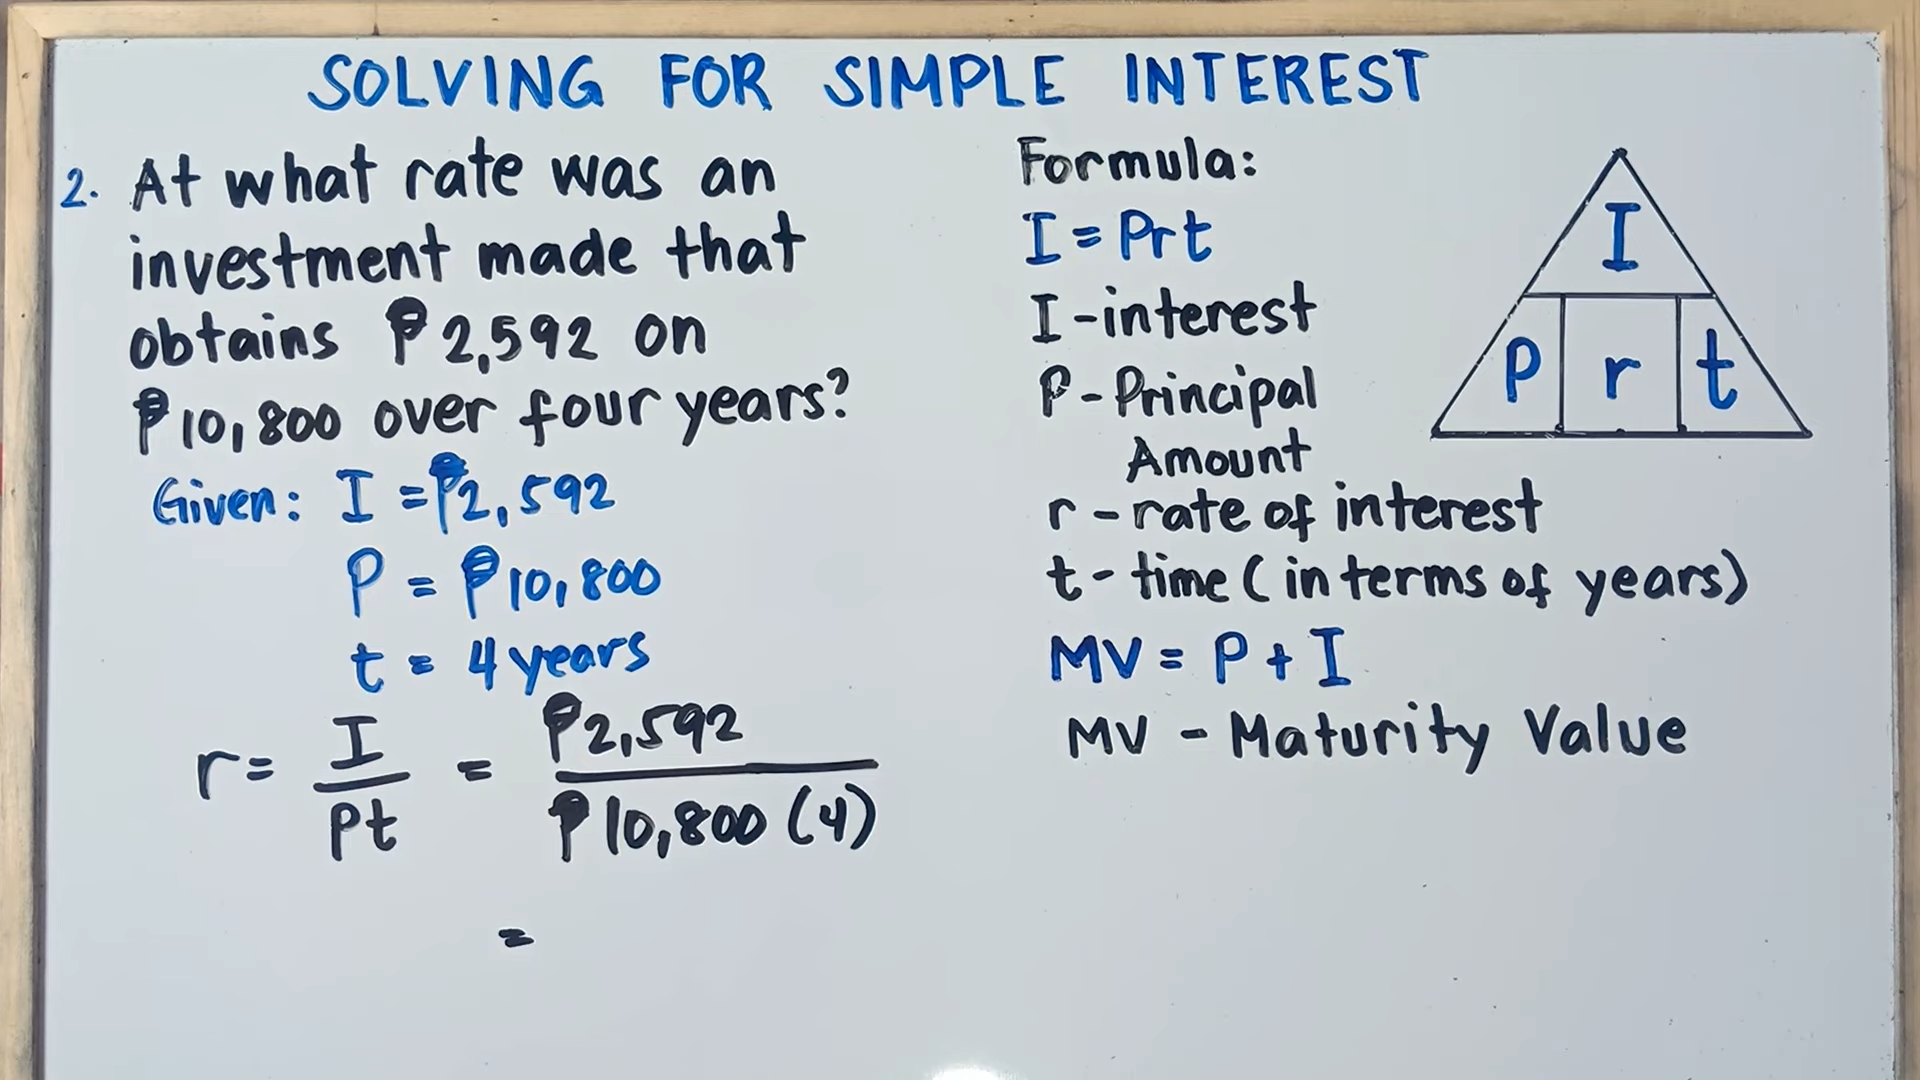 SOLVING FOR SIMPLE INTEREST
2. At what rate was an
investment made that
obtains ₱2,592 on
₱10,800 over four years?
Given: I = ₱2,592
P = ₱10,800
t = 4 years
r = I/Pt = ₱2,592/₱10,800(4)
=
Formula:
I = Prt
I - interest
P - Principal
Amount
r - rate of interest
t - time (in terms of years)
MV = P + I
MV - Maturity Value
I
P r t